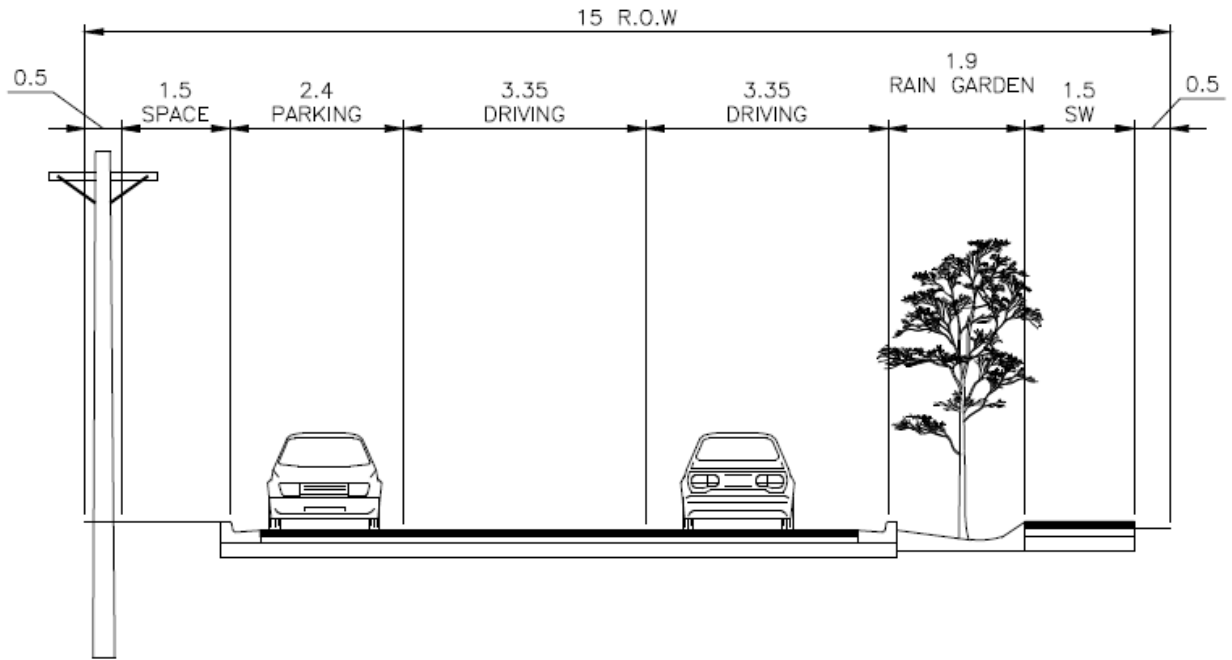 15 R.O.W
0.5
1.5
SPACE
2.4
PARKING
3.35
DRIVING
3.35
DRIVING
1.9
RAIN GARDEN
1.5
SW
0.5